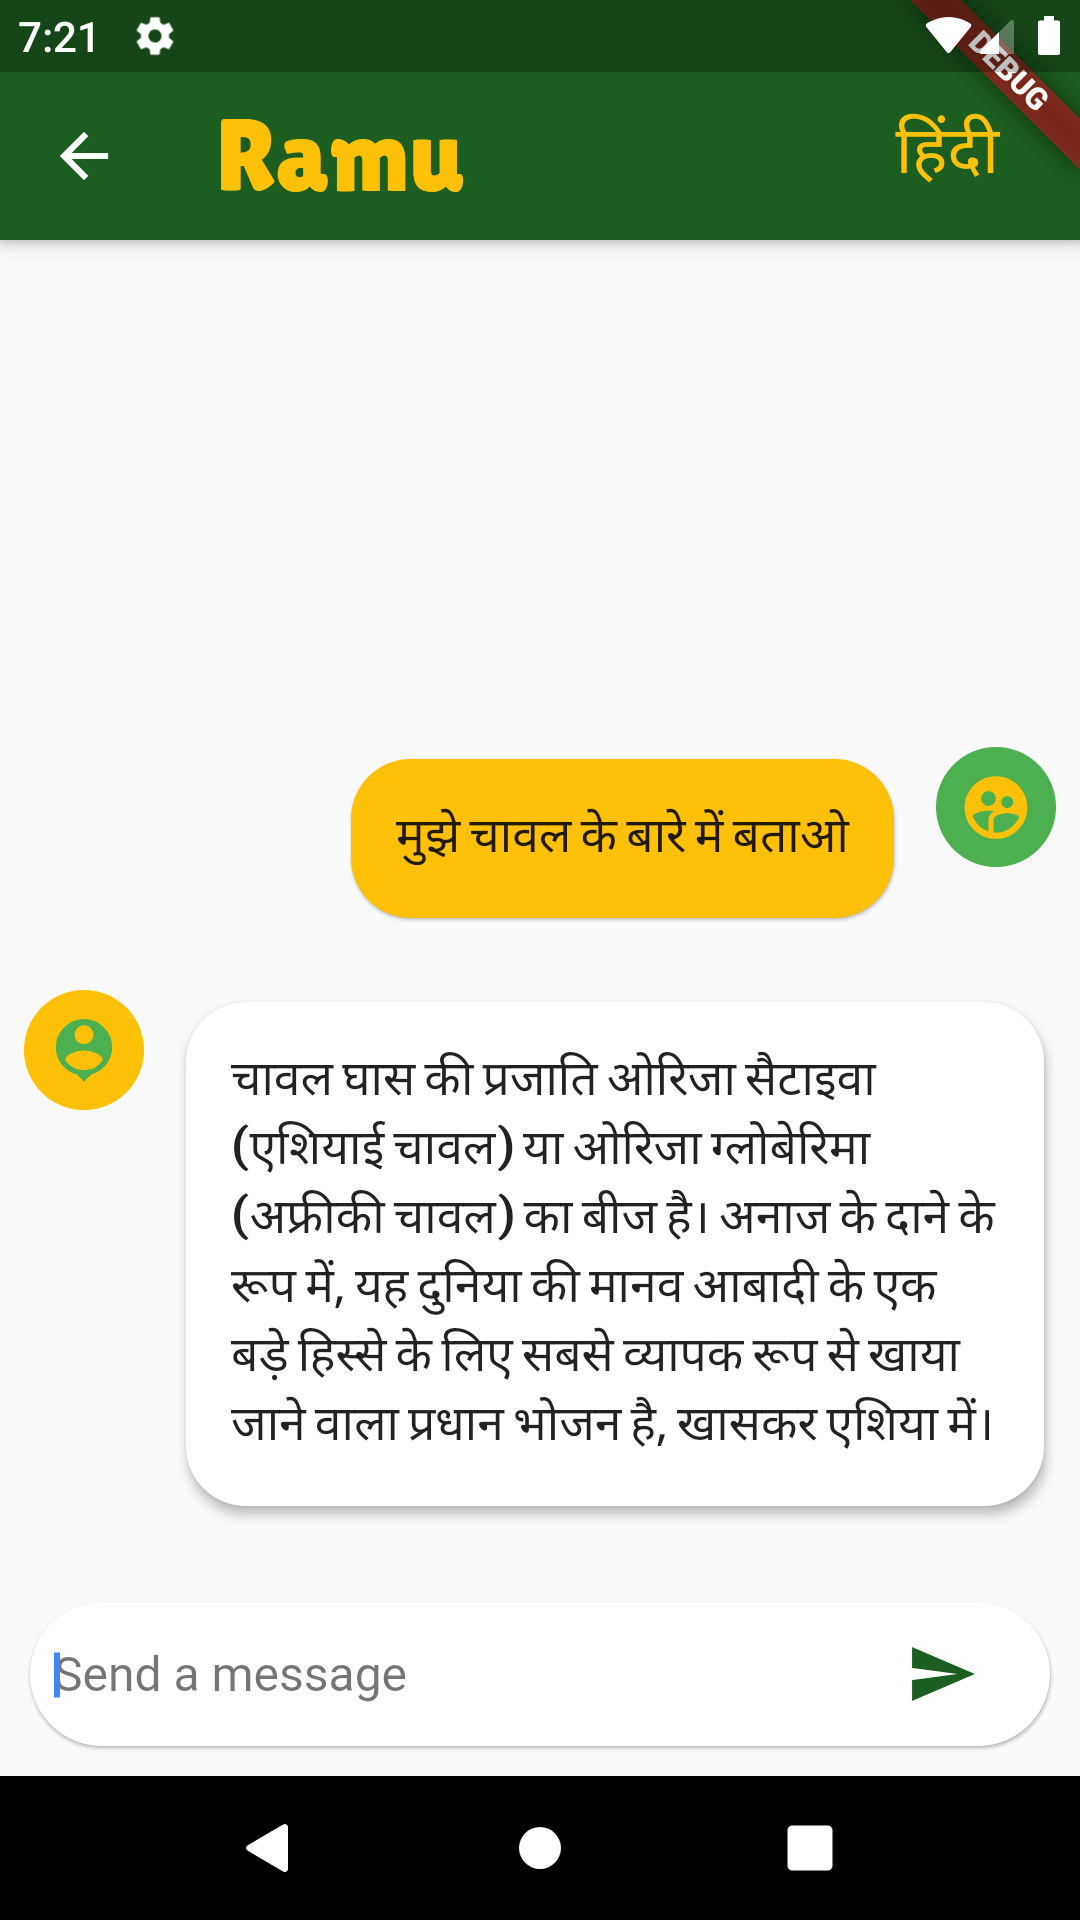 7:21
DEBUG
Ramu
हिंदी
मुझे चावल के बारे में बताओ
चावल घास की प्रजाति ओरिजा सैटाइवा
(एशियाई चावल) या ओरिजा ग्लोबेरिमा
(अफ्रीकी चावल) का बीज है। अनाज के दाने के
रूप में, यह दुनिया की मानव आबादी के एक
बड़े हिस्से के लिए सबसे व्यापक रूप से खाया
जाने वाला प्रधान भोजन है, खासकर एशिया में।
Send a message